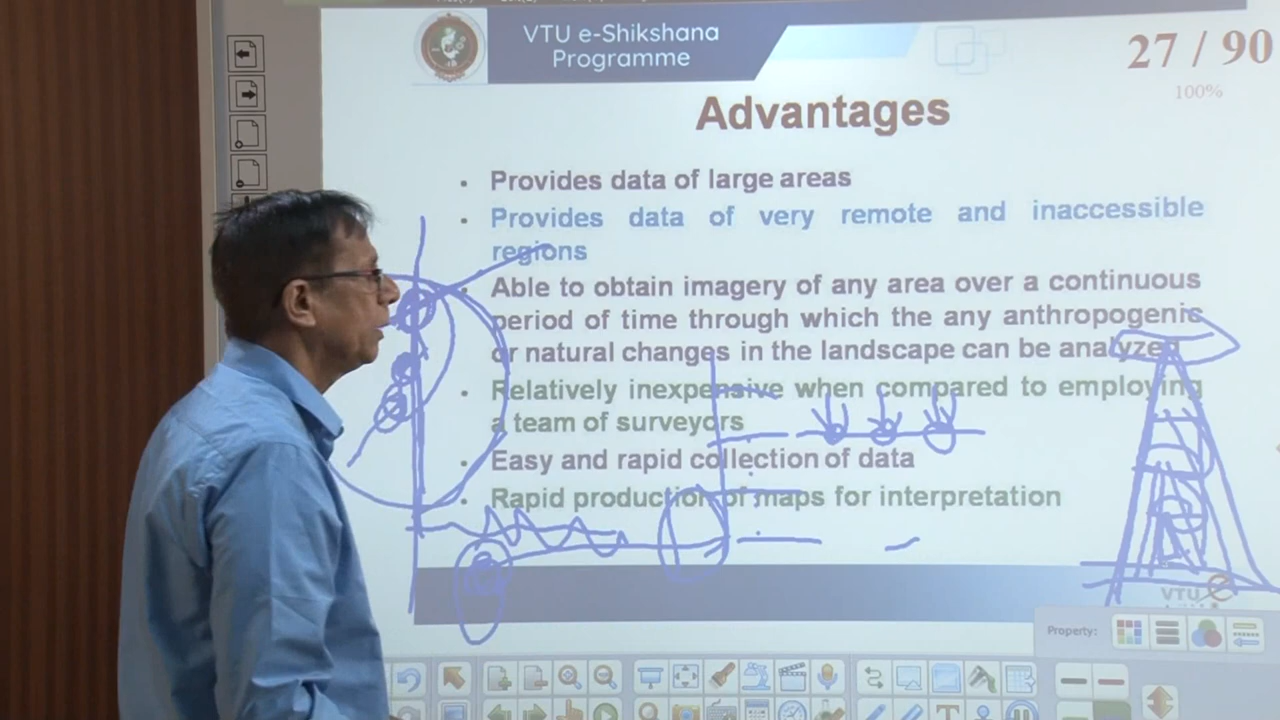 VTU e-Shikshana
Programme
27 / 90
100%
Advantages
• Provides data of large areas
• Provides data of very remote and inaccessible
regions
• Able to obtain imagery of any area over a continuous
period of time through which the any anthropogenic
or natural changes in the landscape can be analyzed
• Relatively inexpensive when compared to employing
a team of surveyors
• Easy and rapid collection of data
• Rapid production of maps for interpretation
VTU e
Property: